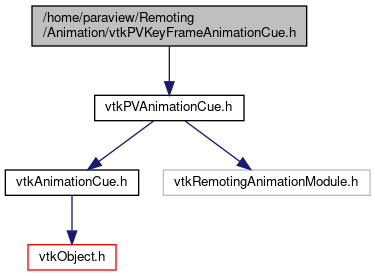 /home/paraview/Remoting
/Animation/vtkPVKeyFrameAnimationCue.h
vtkPVAnimationCue.h
vtkAnimationCue.h
vtkRemotingAnimationModule.h
vtkObject.h